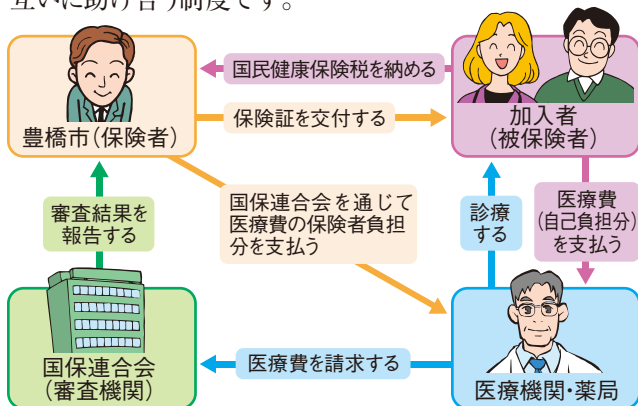 互いに助け合う制度です。
国民健康保険税を納める
保険証を交付する
豊橋市(保険者)
加入者
(被保険者)
審査結果を
報告する
国保連合会を通じて
医療費の保険者負担
分を支払う
診療
する
医療費
(自己負担分)
を支払う
医療費を請求する
国保連合会
(審査機関)
医療機関・薬局